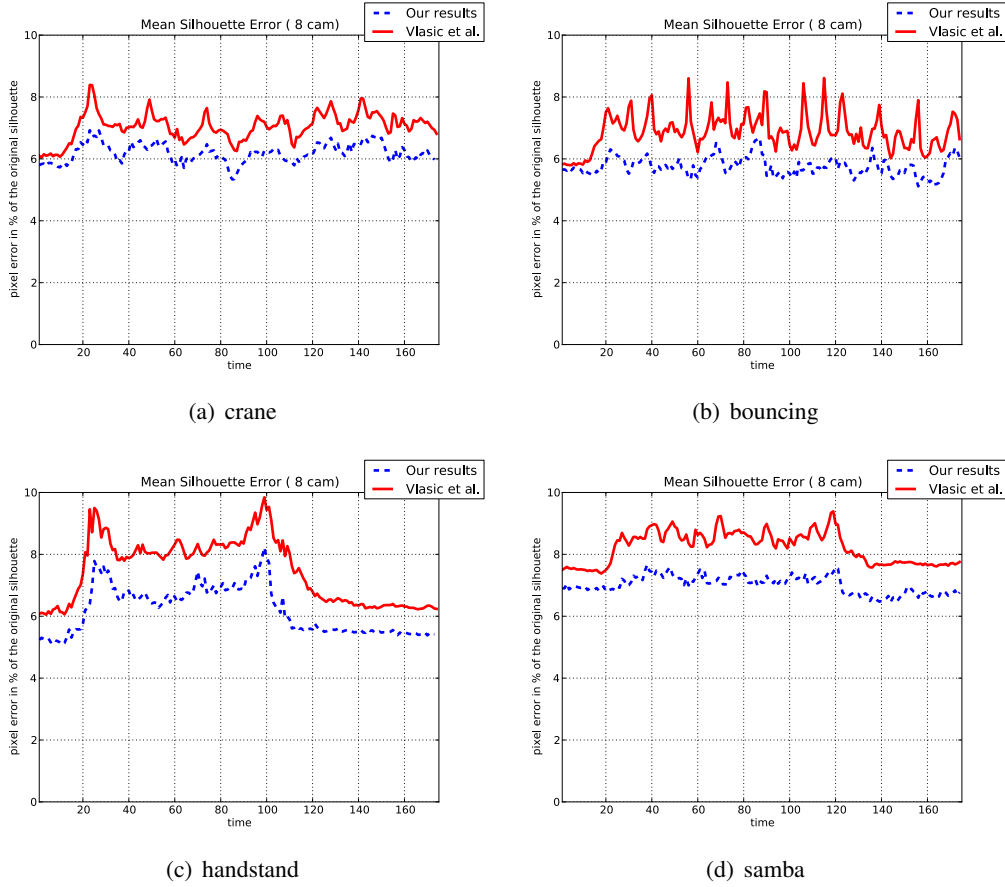 Mean Silhouette Error ( 8 cam)
Our results
Vlasic et al.
pixel error in % of the original silhouette
10
8
6
4
2
0
20 40 60 80 100 120 140 160
time
(a) crane
Mean Silhouette Error ( 8 cam)
Our results
Vlasic et al.
pixel error in % of the original silhouette
10
8
6
4
2
0
20 40 60 80 100 120 140 160
time
(b) bouncing
Mean Silhouette Error ( 8 cam)
Our results
Vlasic et al.
pixel error in % of the original silhouette
10
8
6
4
2
0
20 40 60 80 100 120 140 160
time
(c) handstand
Mean Silhouette Error ( 8 cam)
Our results
Vlasic et al.
pixel error in % of the original silhouette
10
8
6
4
2
0
20 40 60 80 100 120 140 160
time
(d) samba